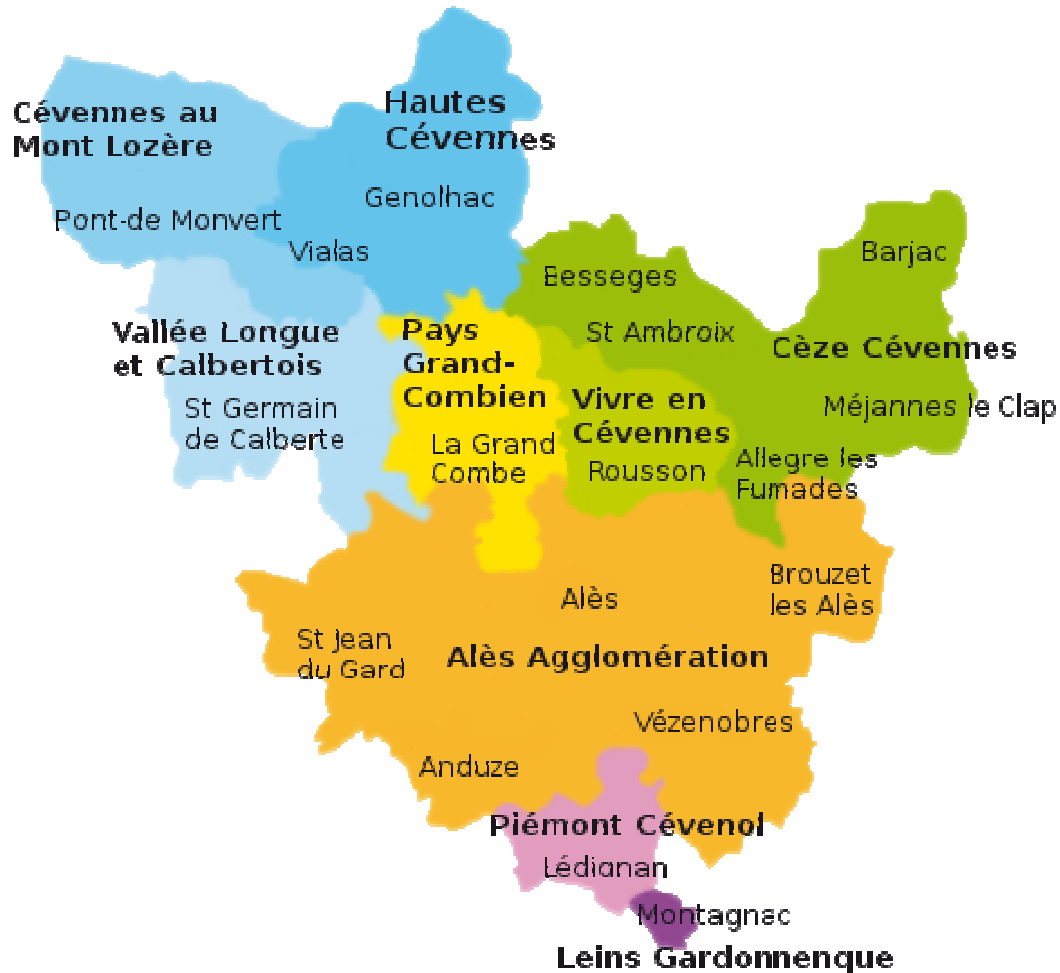 Hautes
Cévennes
Cévennes au
Mont Lozère
Genolhac
Pont-de Monvert
Vialas
Barjac
Besseges
Vallée Longue
et Calbertois
Pays
Grand-
Combien
St Ambroix
Cèze Cévennes
St Germain
de Calberte
Vivre en
Cévennes
Méjannes le Clap
La Grand
Combe
Rousson
Allegre les
Fumades
Alès
Brouzet
les Alès
St Jean
du Gard
Alès Agglomération
Vézenobres
Anduze
Piémont Cévenol
Lédignan
Montagnac
Leins Gardonnenque